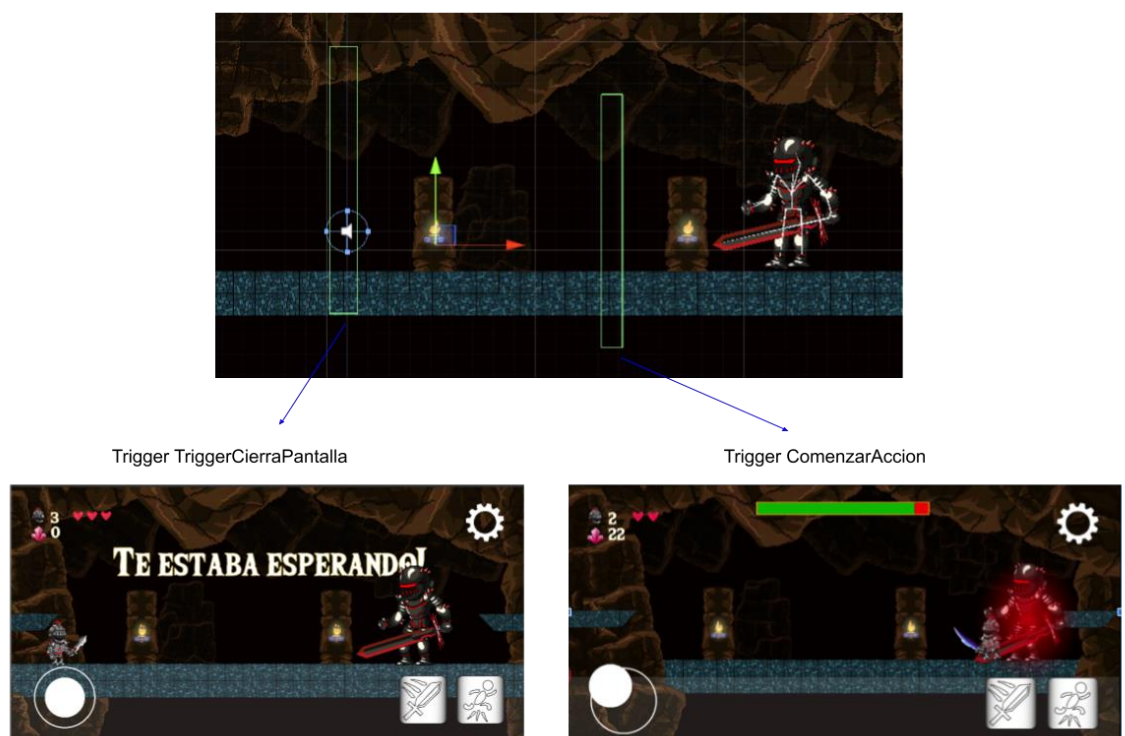 Trigger TriggerCierraPantalla
Trigger ComenzarAccion
3
0
TE ESTABA ESPERANDO!
2
22